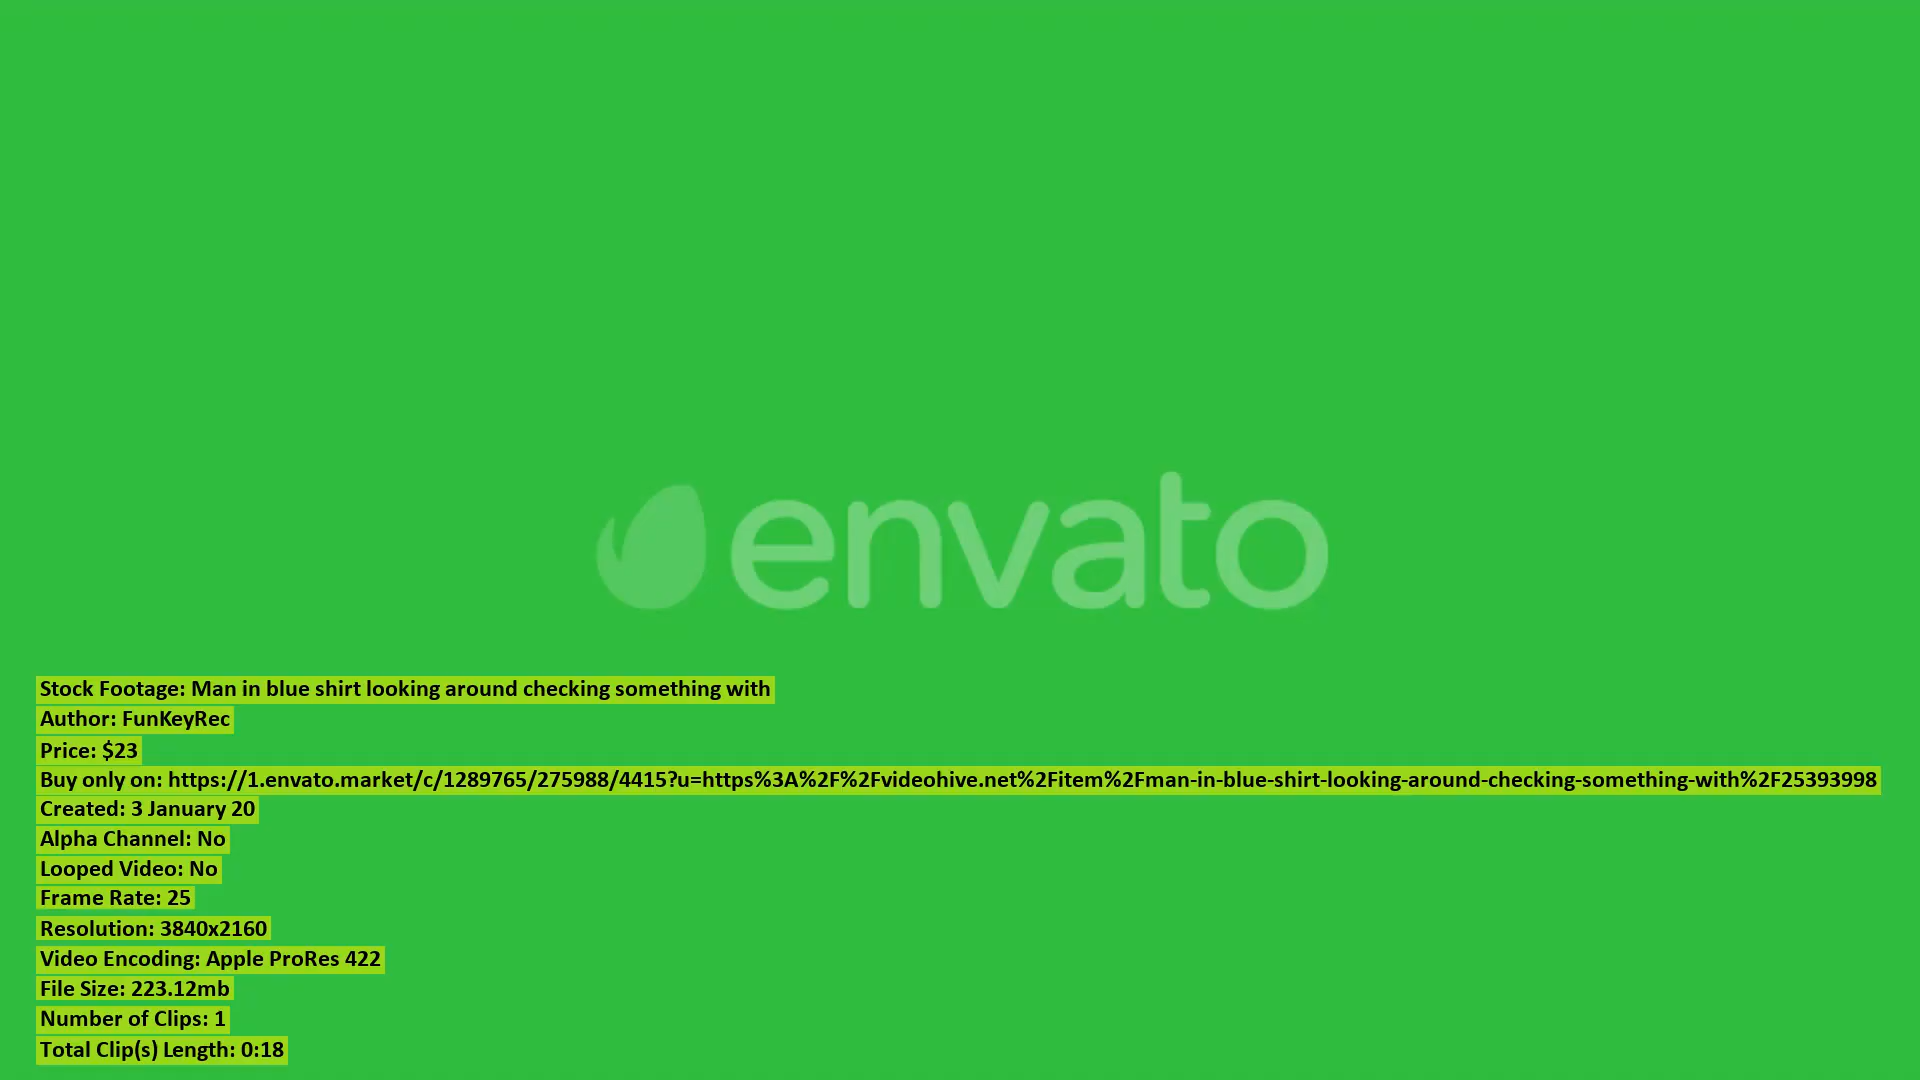 envato
Stock Footage: Man in blue shirt looking around checking something with
Author: FunKeyRec
Price: $23
Buy only on: https://1.envato.market/c/1289765/275988/4415?u=https%3A%2F%2Fvideohive.net%2Fitem%2Fman-in-blue-shirt-looking-around-checking-something-with%2F25393998
Created: 3 January 20
Alpha Channel: No
Looped Video: No
Frame Rate: 25
Resolution: 3840x2160
Video Encoding: Apple ProRes 422
File Size: 223.12mb
Number of Clips: 1
Total Clip(s) Length: 0:18